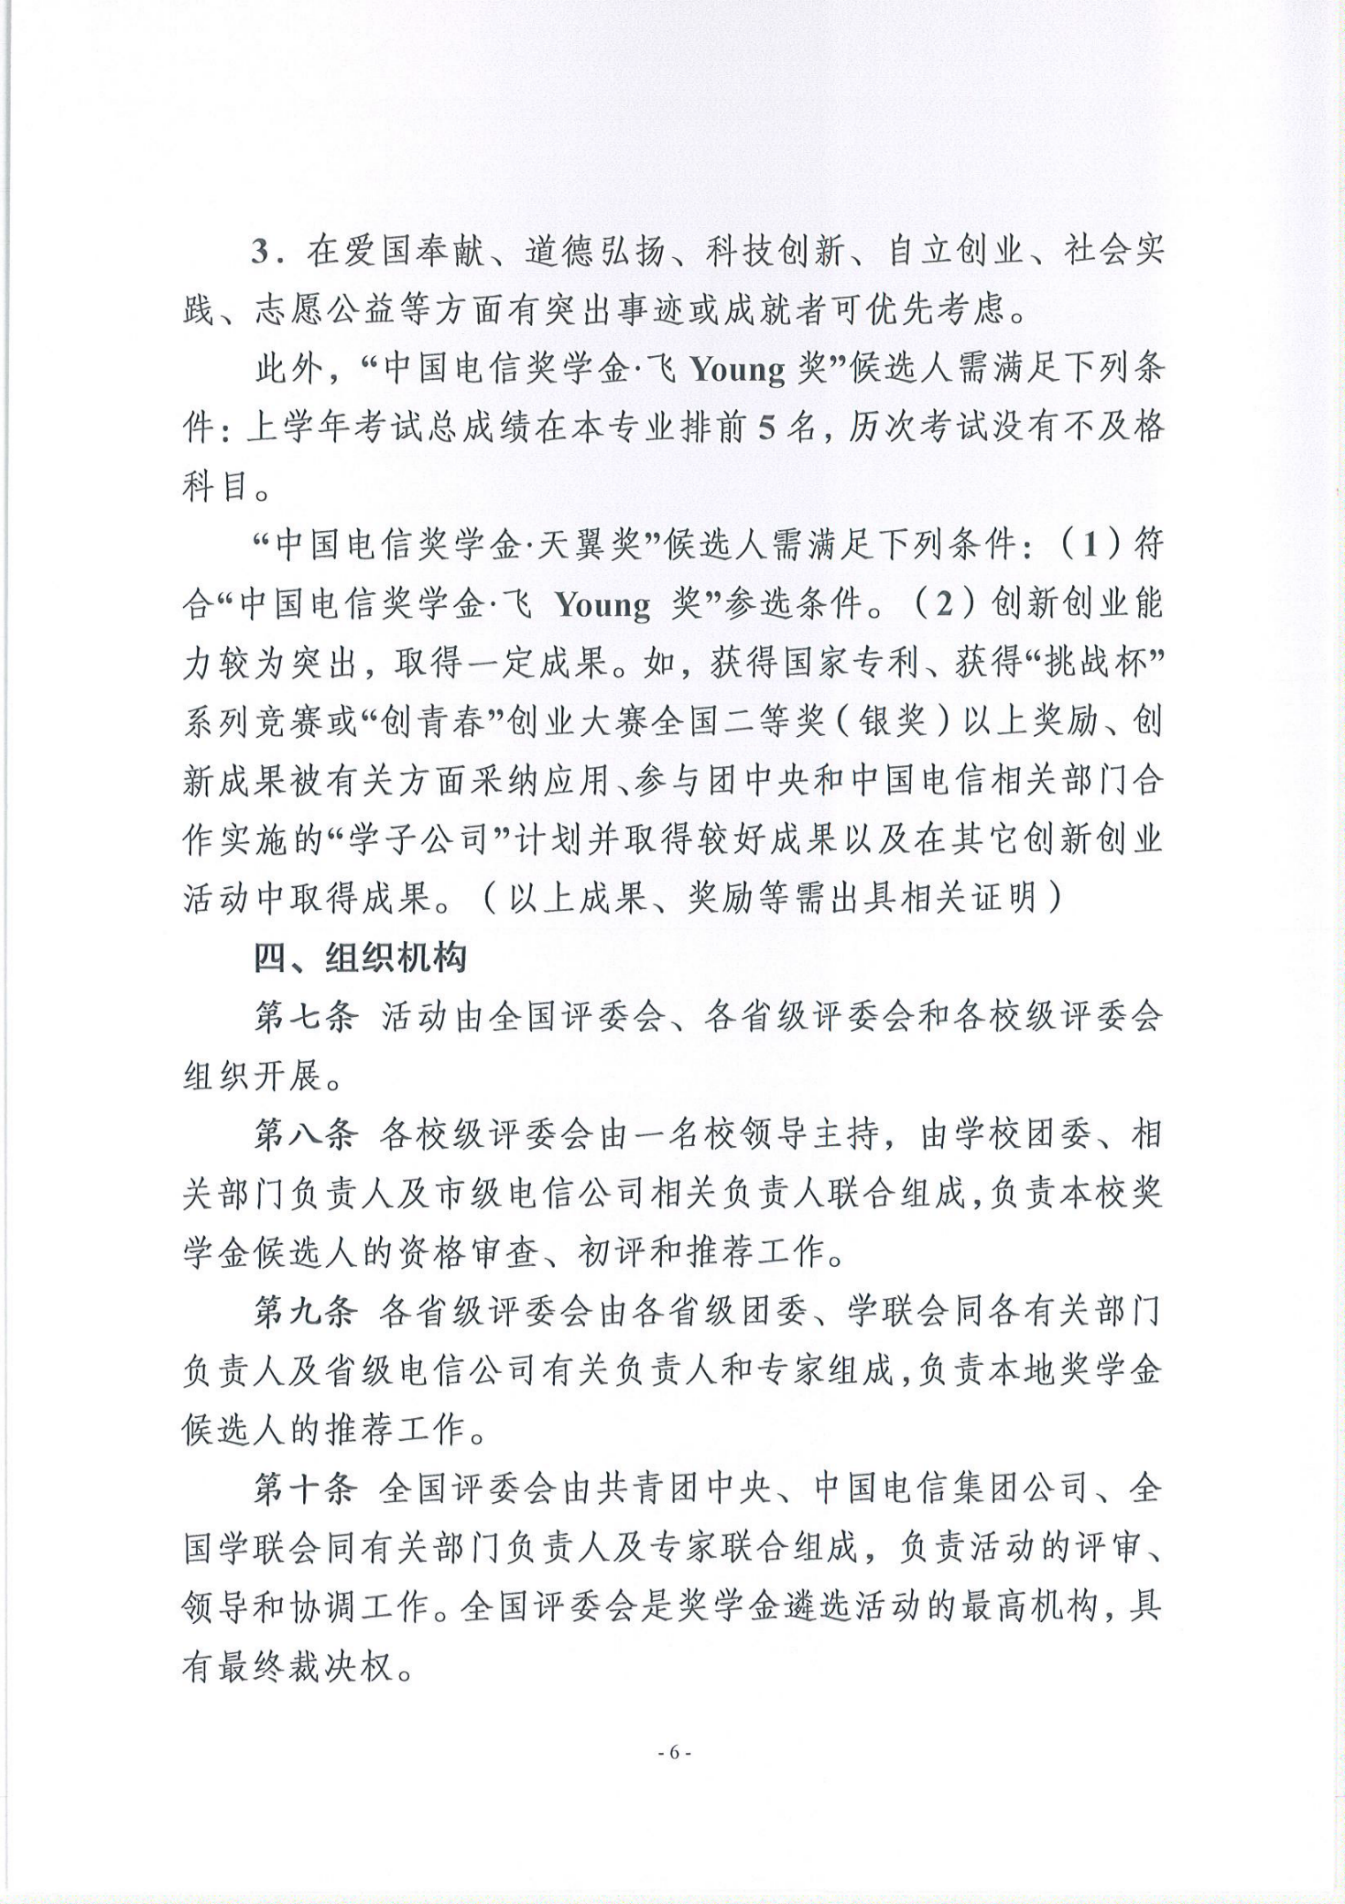 3. 在爱国奉献、道德弘扬、科技创新、自立创业、社会实
践、志愿公益等方面有突出事迹或成就者可优先考虑。
此外，“中国电信奖学金·飞 Young 奖”候选人需满足下列条
件：上学年考试总成绩在本专业排前 5 名，历次考试没有不及格
科目。
“中国电信奖学金·天翼奖”候选人需满足下列条件：（1）符
合“中国电信奖学金·飞 Young 奖”参选条件。（2）创新创业能
力较为突出，取得一定成果。如，获得国家专利、获得“挑战杯”
系列竞赛或“创青春”创业大赛全国二等奖（银奖）以上奖励、创
新成果被有关方面采纳应用、参与团中央和中国电信相关部门合
作实施的“学子公司”计划并取得较好成果以及在其它创新创业
活动中取得成果。（以上成果、奖励等需出具相关证明）
四、组织机构
第七条 活动由全国评委会、各省级评委会和各校级评委会
组织开展。
第八条 各校级评委会由一名校领导主持，由学校团委、相
关部门负责人及市级电信公司相关负责人联合组成，负责本校奖
学金候选人的资格审查、初评和推荐工作。
第九条 各省级评委会由各省级团委、学联会同各有关部门
负责人及省级电信公司有关负责人和专家组成，负责本地奖学金
候选人的推荐工作。
第十条 全国评委会由共青团中央、中国电信集团公司、全
国学联会同有关部门负责人及专家联合组成，负责活动的评审、
领导和协调工作。全国评委会是奖学金遴选活动的最高机构，具
有最终裁决权。
- 6 -